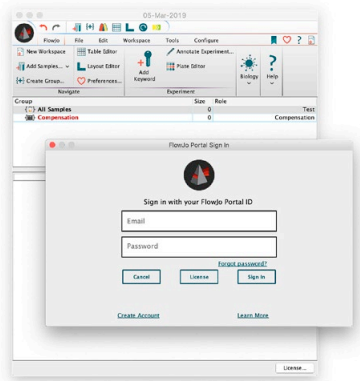 05-Mar-2019
FlowJo File Edit Workspace Tools Configure
New Workspace Table Editor Annotate Experiment...
Add Samples... Layout Editor Plate Editor
Add Keyword
Biology Help
{+} Create Group... Preferences...
Navigate Experiment
Group Size Role
All Samples 0 Test
Compensation 0 Compensation
FlowJo Portal Sign In
Sign in with your FlowJo Portal ID
Email
Password
Forgot password?
Cancel License Sign In
Create Account Learn More
License...